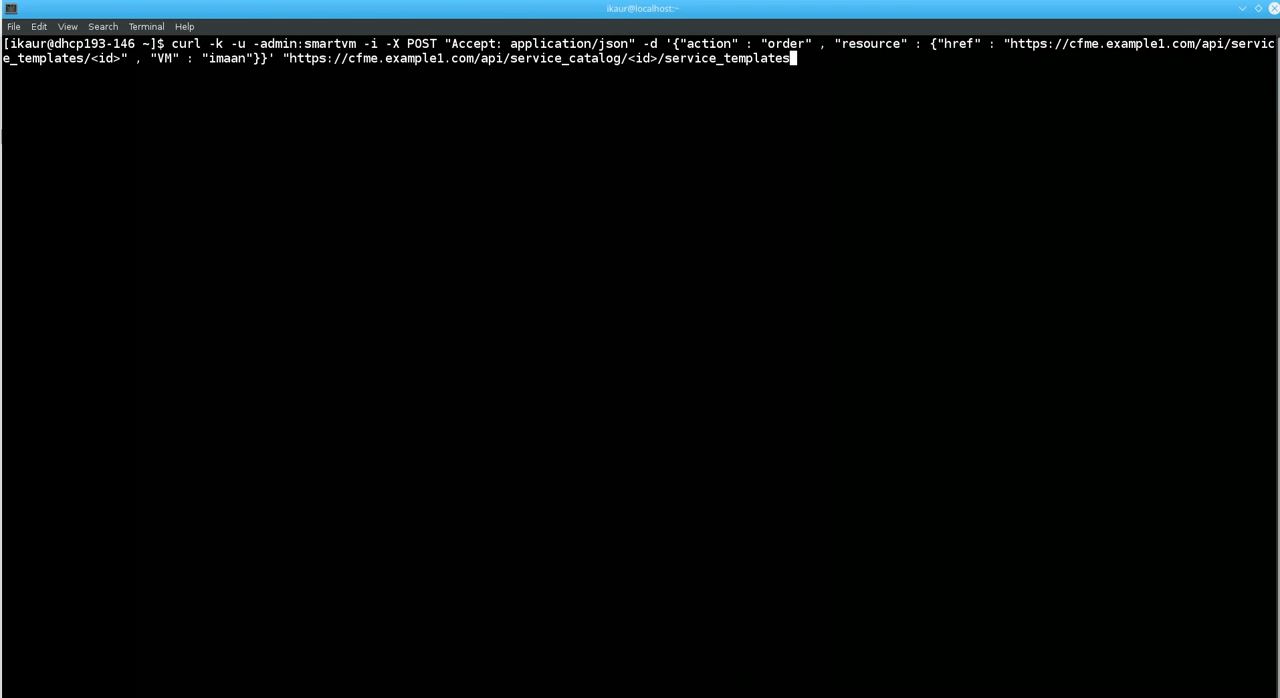 ikaur@localhost:~
File Edit View Search Terminal Help
[ikaur@dhcp193-146 ~]$ curl -k -u -admin:smartvm -i -X POST "Accept: application/json" -d '{"action" : "order" , "resource" : {"href" : "https://cfme.example1.com/api/servic
e_templates/<id>" , "VM" : "imaan"}}' "https://cfme.example1.com/api/service_catalog/<id>/service_templates